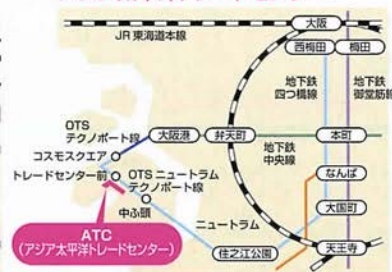 大阪
JR東海道本線
西梅田
梅田
地下鉄
四つ橋線
地下鉄
御堂筋線
OTS
テクノポート線
大阪港
弁天町
本町
コスモスクエア
地下鉄
中央線
トレードセンター前
OTS ニュートラム
テクノポート線
なんば
中ふ頭
大国町
ATC
(アジア太平洋トレードセンター)
ニュートラム
住之江公園
天王寺